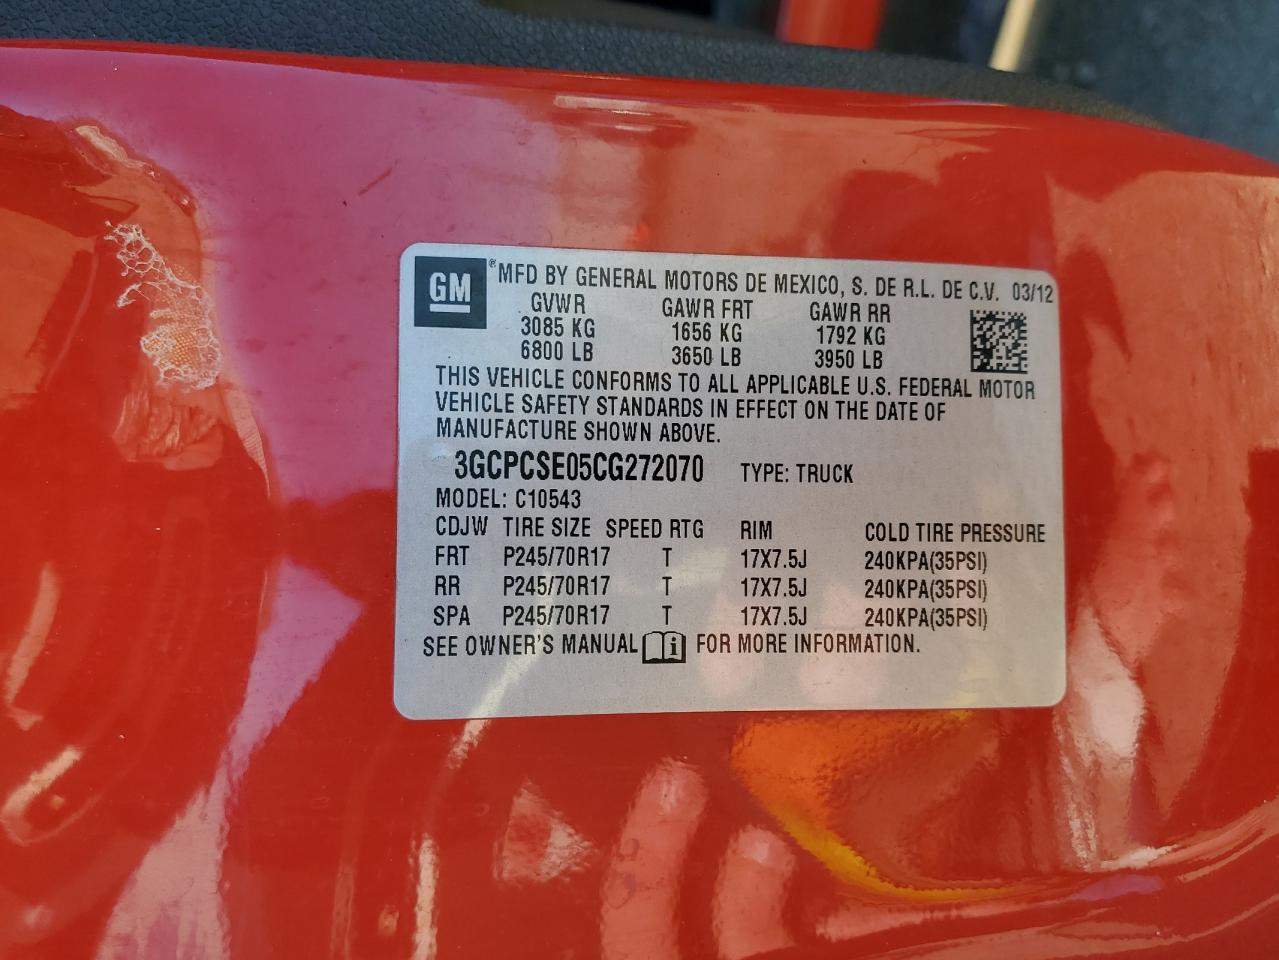 GM ® MFD BY GENERAL MOTORS DE MEXICO, S. DE R.L. DE C.V. 03/12
GVWR GAWR FRT GAWR RR
3085 KG 1656 KG 1792 KG
6800 LB 3650 LB 3950 LB
THIS VEHICLE CONFORMS TO ALL APPLICABLE U.S. FEDERAL MOTOR
VEHICLE SAFETY STANDARDS IN EFFECT ON THE DATE OF
MANUFACTURE SHOWN ABOVE.
3GCPCSE05CG272070 TYPE: TRUCK
MODEL: C10543
CDJW TIRE SIZE SPEED RTG RIM COLD TIRE PRESSURE
FRT P245/70R17 T 17X7.5J 240KPA(35PSI)
RR P245/70R17 T 17X7.5J 240KPA(35PSI)
SPA P245/70R17 T 17X7.5J 240KPA(35PSI)
SEE OWNER'S MANUAL FOR MORE INFORMATION.